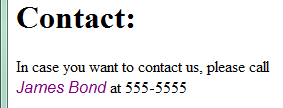 Contact:
In case you want to contact us, please call
James Bond at 555-5555